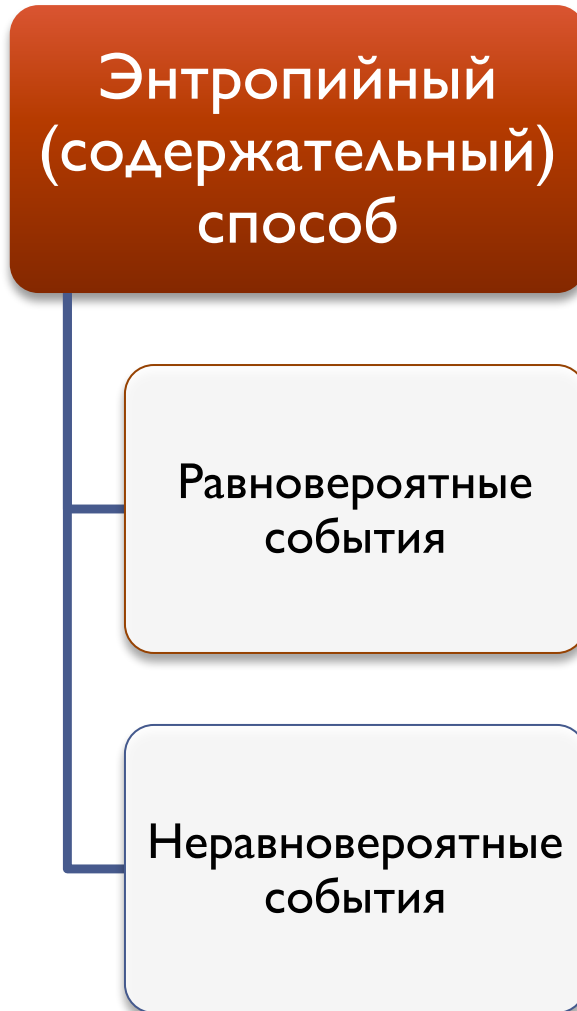 Энтропийный
(содержательный)
способ
Равновероятные
события
Неравновероятные
события